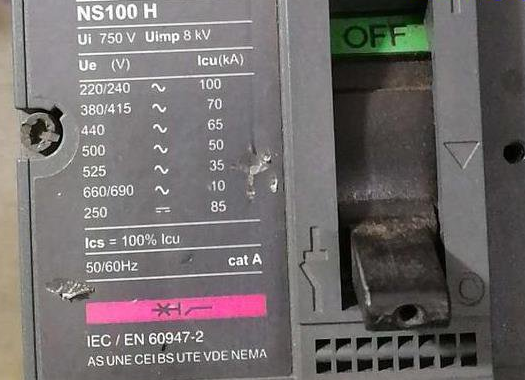 NS100 H
Ui 750 V Uimp 8 kV
Ue (V) Icu(kA)
220/240 ~ 100
380/415 ~ 70
440 ~ 65
500 ~ 50
525 ~ 35
660/690 ~ 10
250 ⎓ 85
Ics = 100% Icu
50/60Hz cat A
IEC / EN 60947-2
AS UNE CEI BS UTE VDE NEMA
OFF